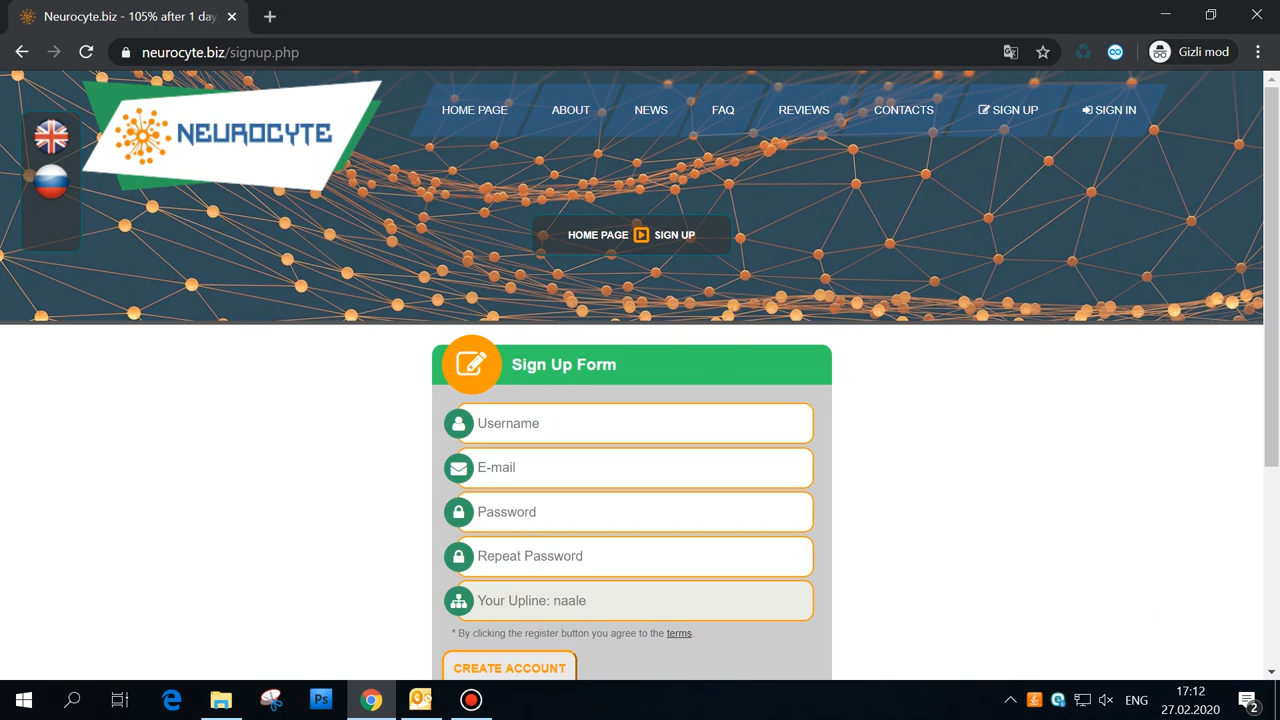 Neurocyte.biz - 105% after 1 day
neurocyte.biz/signup.php
Gizli mod
NEUROCYTE
HOME PAGE
ABOUT
NEWS
FAQ
REVIEWS
CONTACTS
SIGN UP
SIGN IN
HOME PAGE SIGN UP
Sign Up Form
Username
E-mail
Password
Repeat Password
Your Upline: naale
* By clicking the register button you agree to the terms.
CREATE ACCOUNT
Ps
ENG
17:12
27.02.2020
2